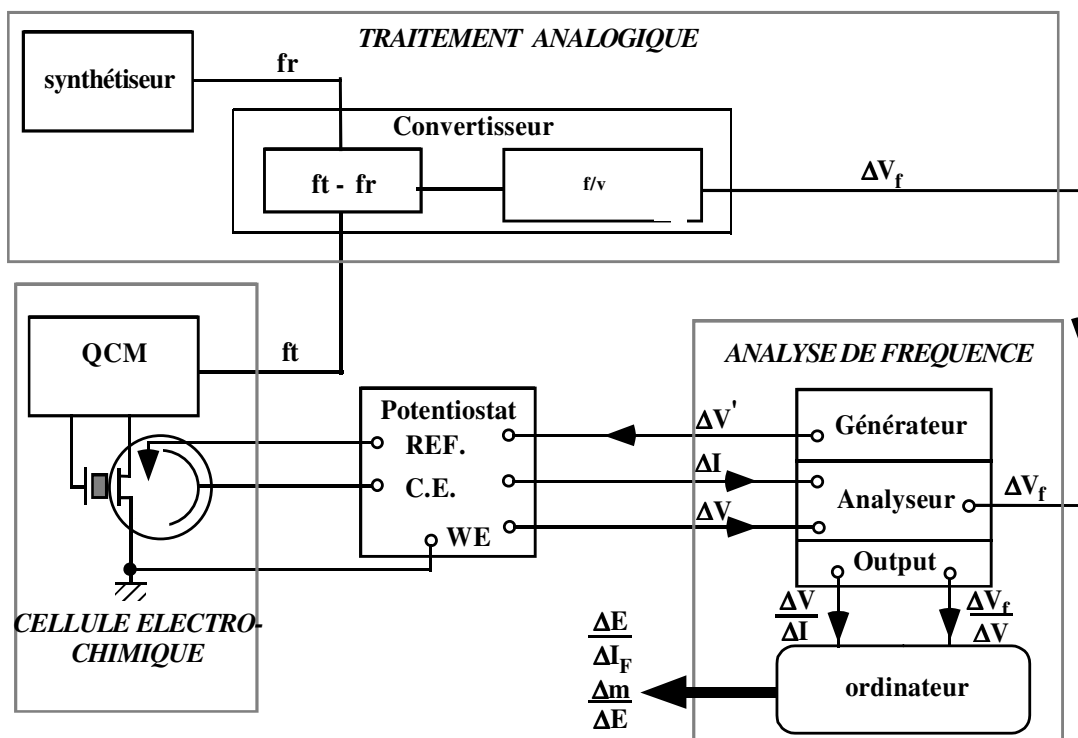 TRAITEMENT ANALOGIQUE
synthétiseur
fr
Convertisseur
ft - fr
f/v
ΔVf
QCM
ft
ANALYSE DE FREQUENCE
Potentiostat
REF.
C.E.
WE
ΔV'
ΔI
ΔV
Générateur
Analyseur
ΔVf
Output
ΔV
ΔI
ΔVf
ΔV
CELLULE ELECTRO-
CHIMIQUE
ΔE
ΔIF
Δm
ΔE
ordinateur